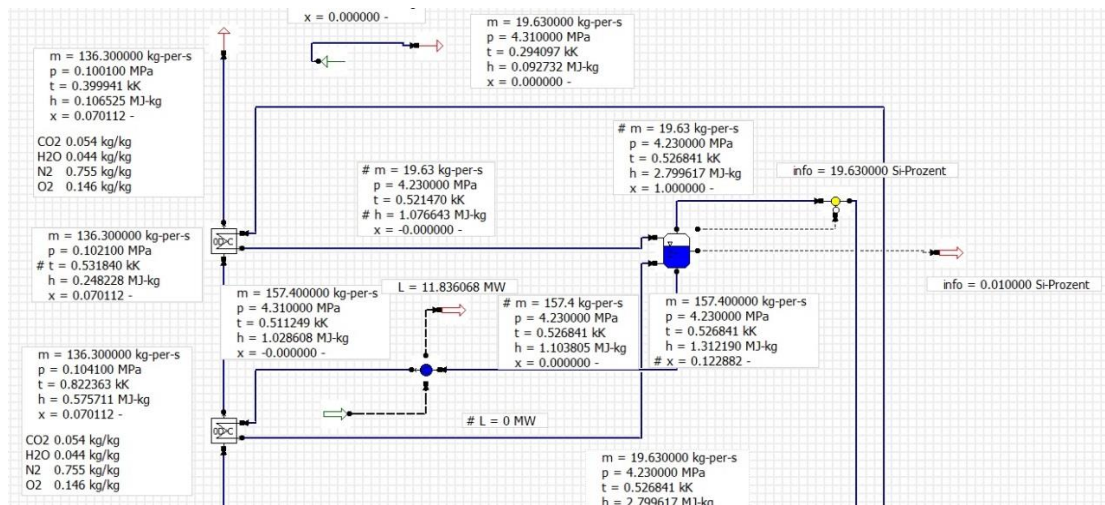 x = 0.000000 -
m = 19.630000 kg-per-s
p = 4.310000 MPa
t = 0.294097 kK
h = 0.092732 MJ-kg
x = 0.000000 -
m = 136.300000 kg-per-s
p = 0.100100 MPa
t = 0.399941 kK
h = 0.106525 MJ-kg
x = 0.070112 -
CO2 0.054 kg/kg
H2O 0.044 kg/kg
N2 0.755 kg/kg
O2 0.146 kg/kg
# m = 19.63 kg-per-s
p = 4.230000 MPa
t = 0.526841 kK
h = 2.799617 MJ-kg
x = 1.000000 -
info = 19.630000 Si-Prozent
# m = 19.63 kg-per-s
p = 4.230000 MPa
t = 0.521470 kK
# h = 1.076643 MJ-kg
x = -0.000000 -
m = 136.300000 kg-per-s
p = 0.102100 MPa
# t = 0.531840 kK
h = 0.248228 MJ-kg
x = 0.070112 -
info = 0.010000 Si-Prozent
m = 157.400000 kg-per-s
p = 4.310000 MPa
t = 0.511249 kK
h = 1.028608 MJ-kg
x = -0.000000 -
L = 11.836068 MW
# m = 157.4 kg-per-s
p = 4.230000 MPa
t = 0.526841 kK
h = 1.103805 MJ-kg
x = 0.000000 -
m = 157.400000 kg-per-s
p = 4.230000 MPa
t = 0.526841 kK
h = 1.312190 MJ-kg
# x = 0.122882 -
m = 136.300000 kg-per-s
p = 0.104100 MPa
t = 0.822363 kK
h = 0.575711 MJ-kg
x = 0.070112 -
CO2 0.054 kg/kg
H2O 0.044 kg/kg
N2 0.755 kg/kg
O2 0.146 kg/kg
# L = 0 MW
m = 19.630000 kg-per-s
p = 4.230000 MPa
t = 0.526841 kK
h = 2.799617 MJ-kg